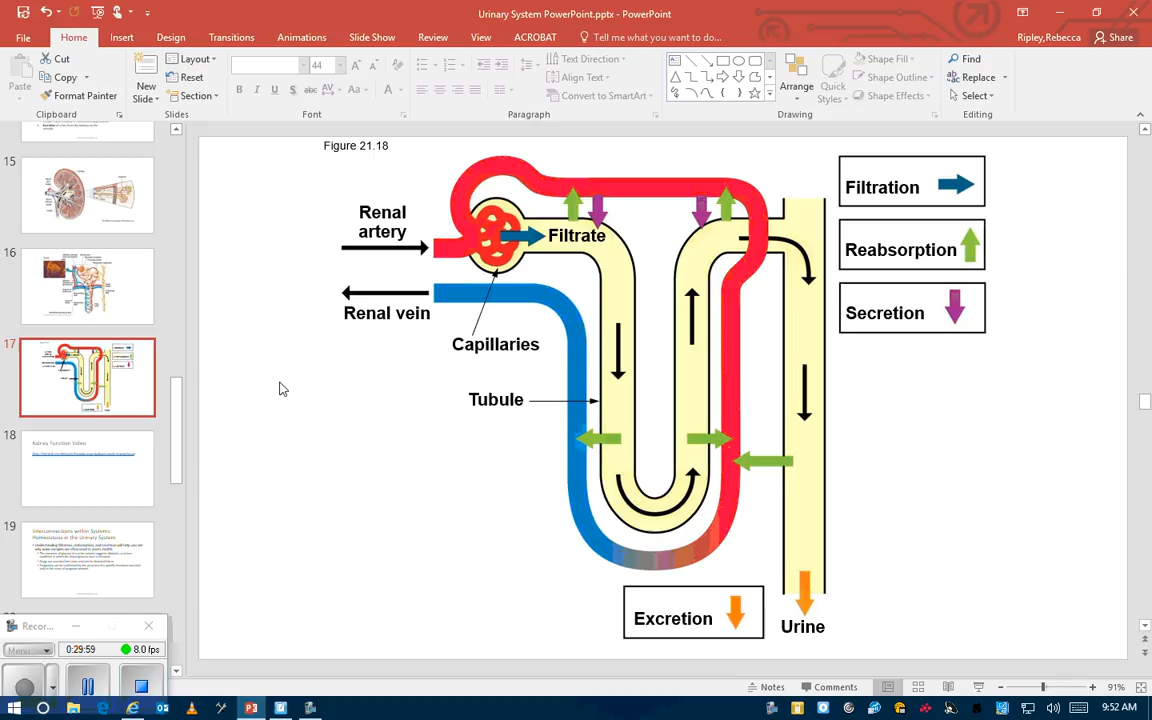 Urinary System PowerPoint.pptx - PowerPoint
File Home Insert Design Transitions Animations Slide Show Review View ACROBAT Tell me what you want to do... Ripley,Rebecca Share
Paste
Cut
Copy
Format Painter
Clipboard
New
Slide
Layout
Reset
Section
Slides
44
B I U S abc AV Aa A
Font
Text Direction
Align Text
Convert to SmartArt
Paragraph
Arrange
Quick
Styles
Shape Fill
Shape Outline
Shape Effects
Drawing
Find
Replace
Select
Editing
15
16
17
18
Kidney Function Video
19
Interconnections within Systems:
Homeostasis in the Urinary System
Figure 21.18
Renal
artery
Filtrate
Renal vein
Capillaries
Tubule
Filtration
Reabsorption
Secretion
Excretion
Urine
Recor...
Menu
0:29:59
8.0 fps
Notes Comments 91%
9:52 AM